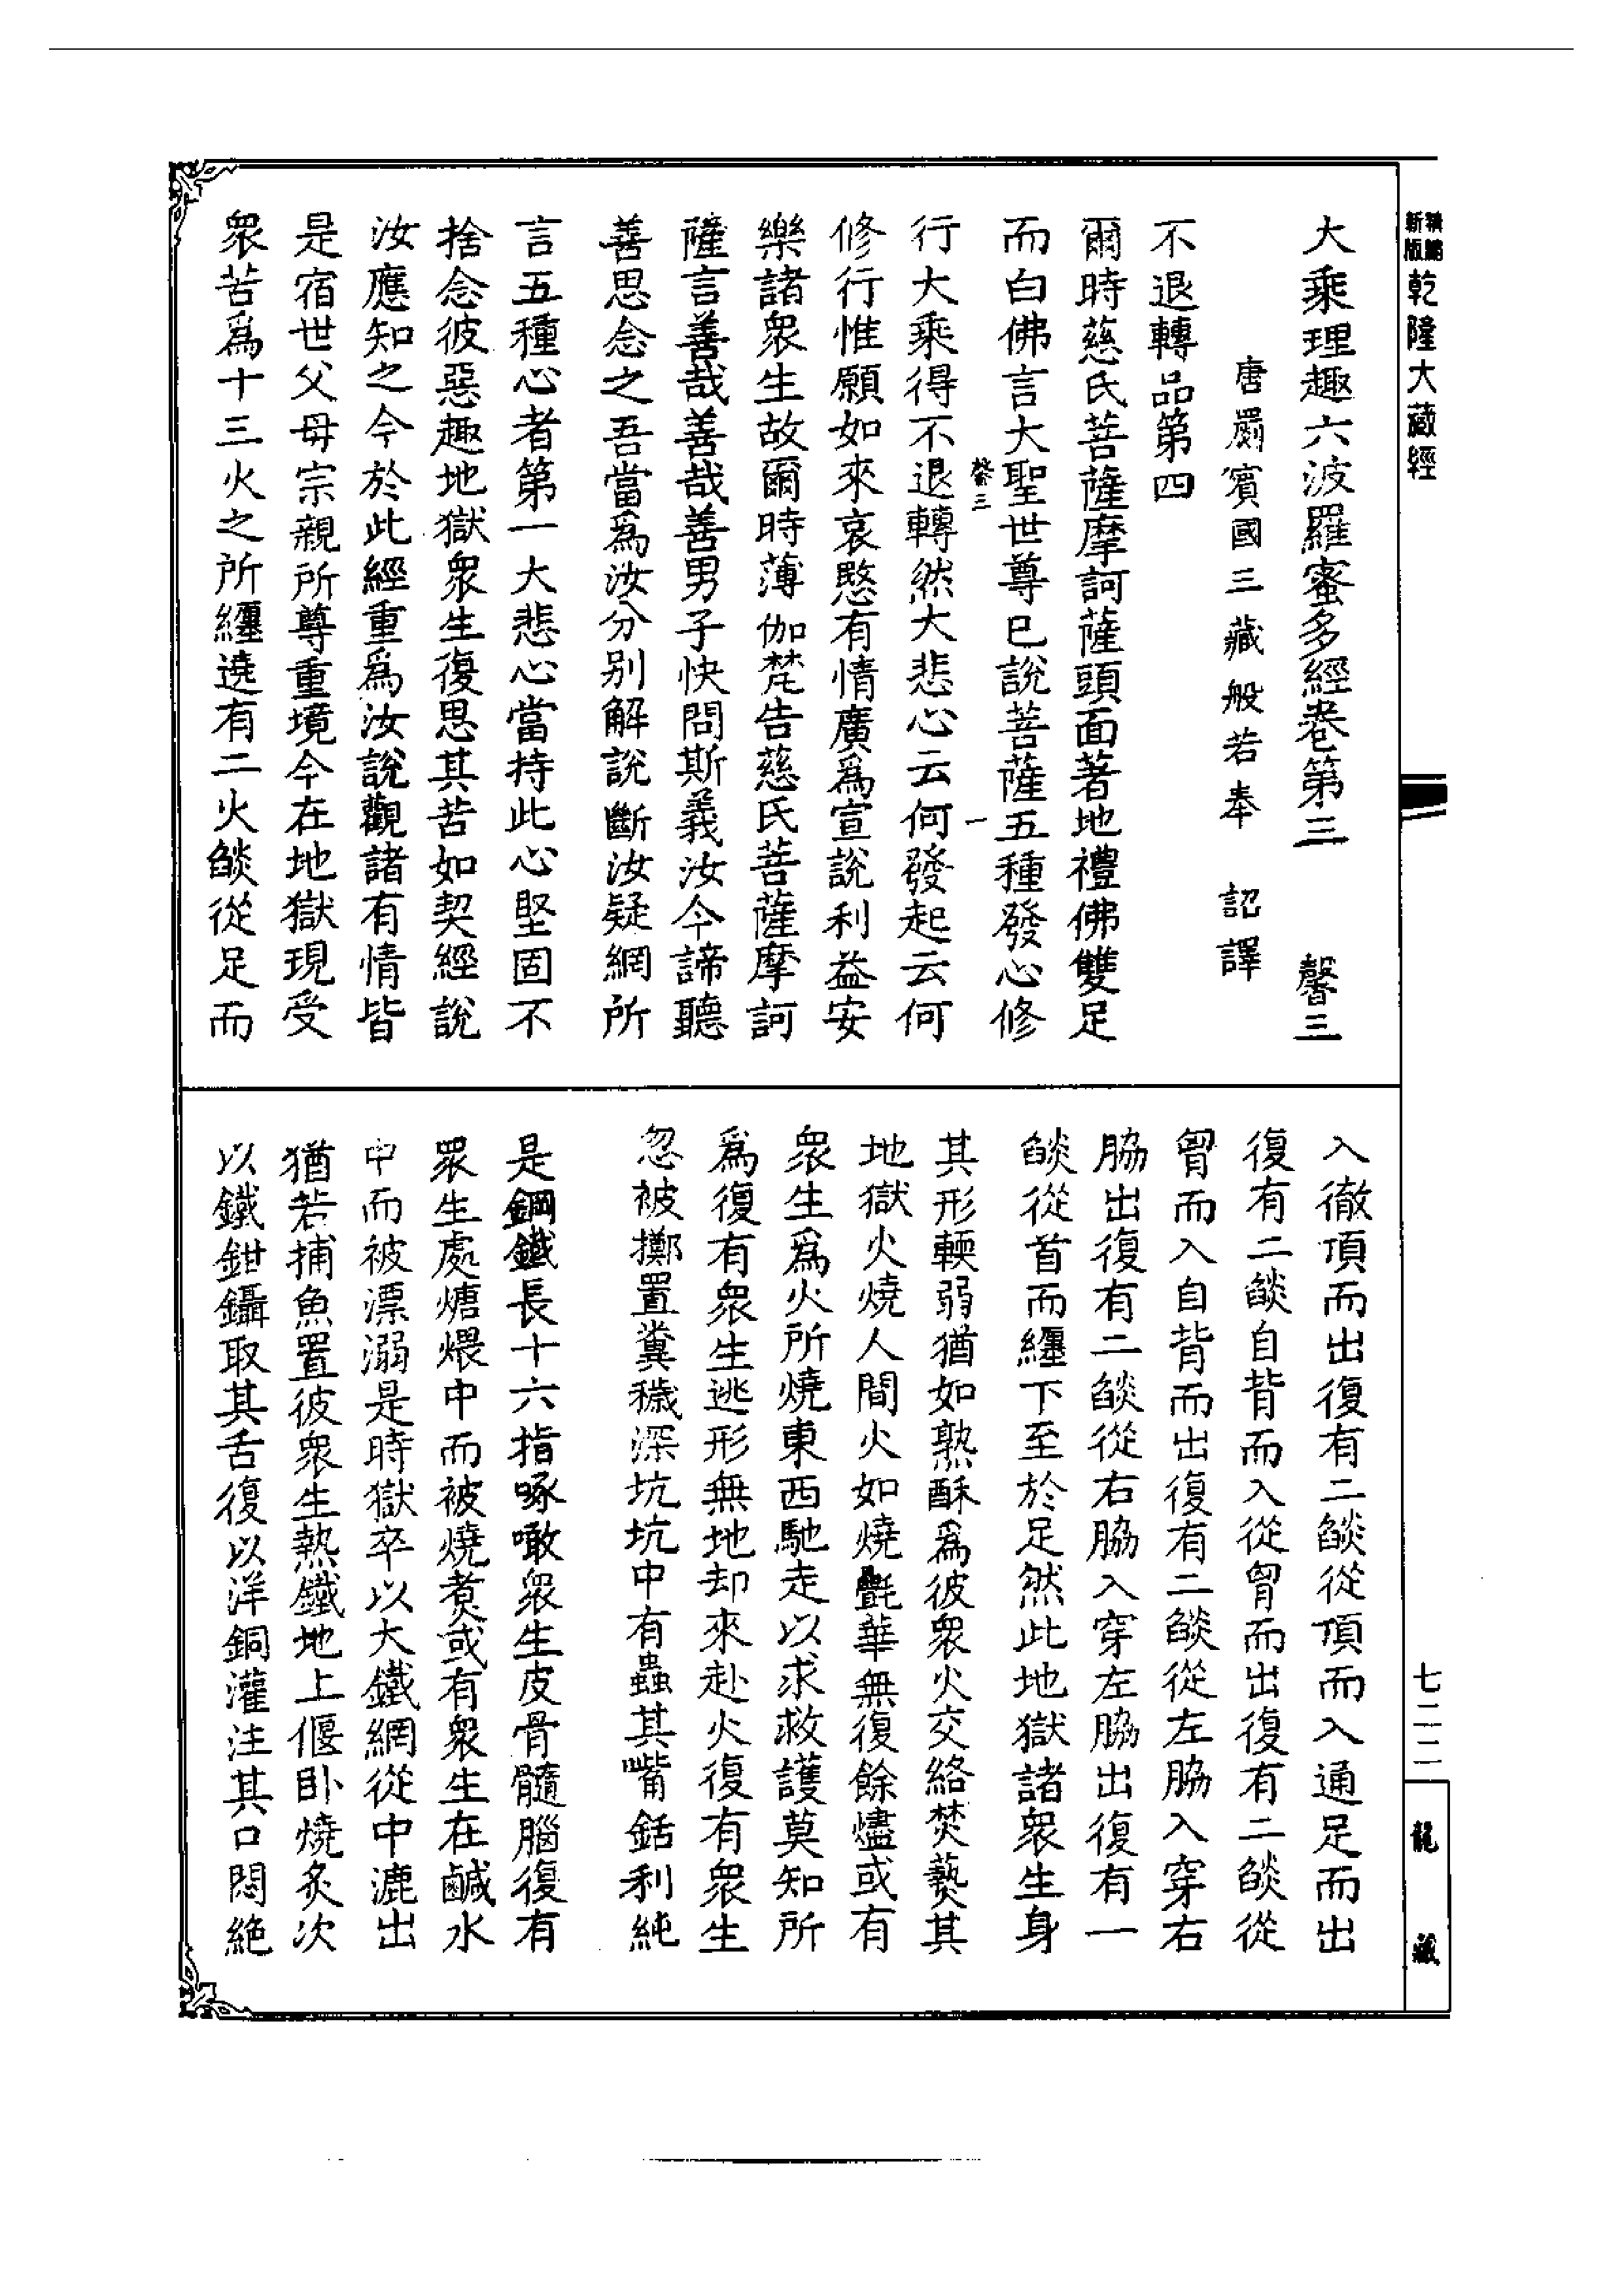 新版精縮乾隆大藏經
大乘理趣六波羅蜜多經卷第三 馨三
唐罽賓國三藏般若奉 詔譯
不退轉品第四
爾時慈氏菩薩摩訶薩頭面著地禮佛雙足
而白佛言大聖世尊已說菩薩五種發心修
馨三 一
行大乘得不退轉然大悲心云何發起云何
修行惟願如來哀愍有情廣爲宣說利益安
樂諸衆生故爾時薄伽梵告慈氏菩薩摩訶
薩言善哉善哉善男子快問斯義汝今諦聽
善思念之吾當爲汝分别解說斷汝疑網所
言五種心者第一大悲心當持此心堅固不
捨念彼惡趣地獄衆生復思其苦如契經說
汝應知之今於此經重爲汝說觀諸有情皆
是宿世父母宗親所尊重境今在地獄現受
衆苦爲十三火之所纏遶有二火燄從足而
入徹頂而出復有二燄從頂而入通足而出
復有二燄自背而入從胷而出復有二燄從
胷而入自背而出復有二燄從左脇入穿右
脇出復有二燄從右脇入穿左脇出復有一
燄從首而纏下至於足然此地獄諸衆生身
其形輭弱猶如熟酥爲彼衆火交絡焚爇其
地獄火燒人間火如燒㲲華無復餘燼或有
衆生爲火所燒東西馳走以求救護莫知所
爲復有衆生逃形無地却來赴火復有衆生
忽被擲置糞穢深坑坑中有蟲其嘴銛利純
是鋼鐵長十六指啄噉衆生皮骨髓腦復有
衆生處煻煨中而被燒煑或有衆生在鹹水
中而被漂溺是時獄卒以大鐵網從中漉出
猶若捕魚置彼衆生熱鐵地上偃卧燒炙次
以鐵鉗鑷取其舌復以洋銅灌注其口悶絶
七二二
龍藏